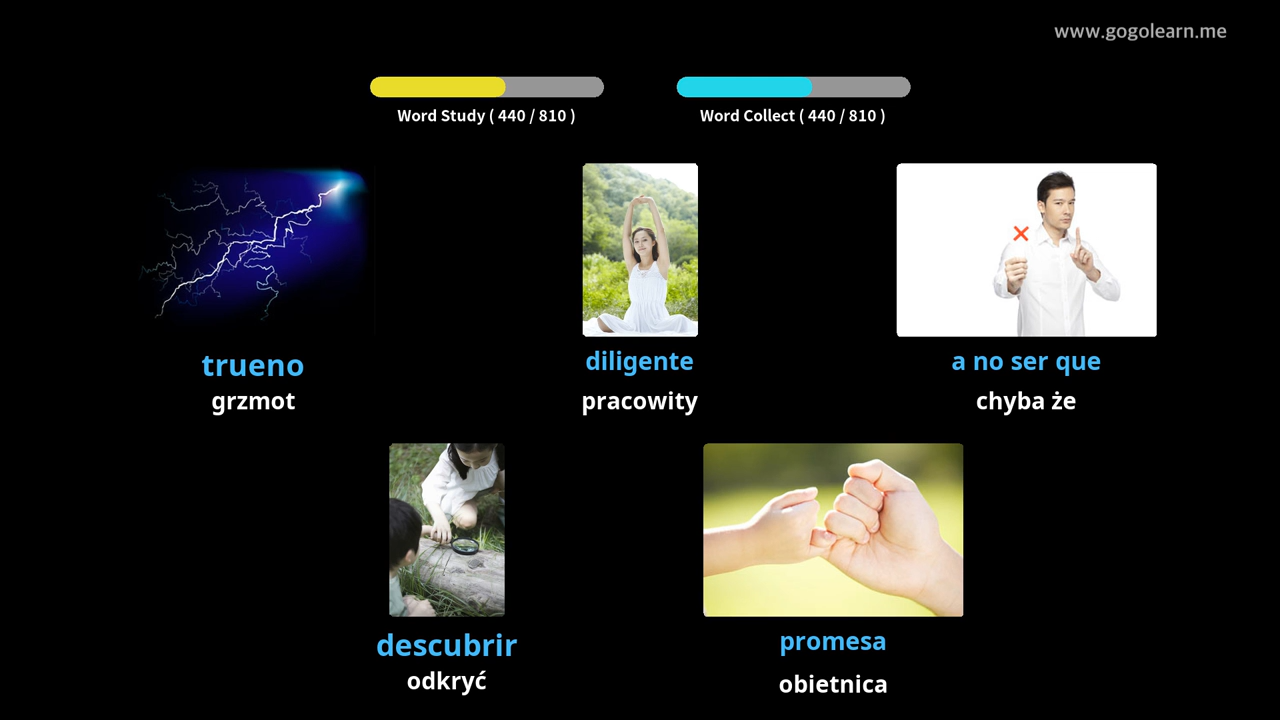 www.gogolearn.me
Word Study ( 440 / 810 )
Word Collect ( 440 / 810 )
trueno
grzmot
diligente
pracowity
a no ser que
chyba że
descubrir
odkryć
promesa
obietnica